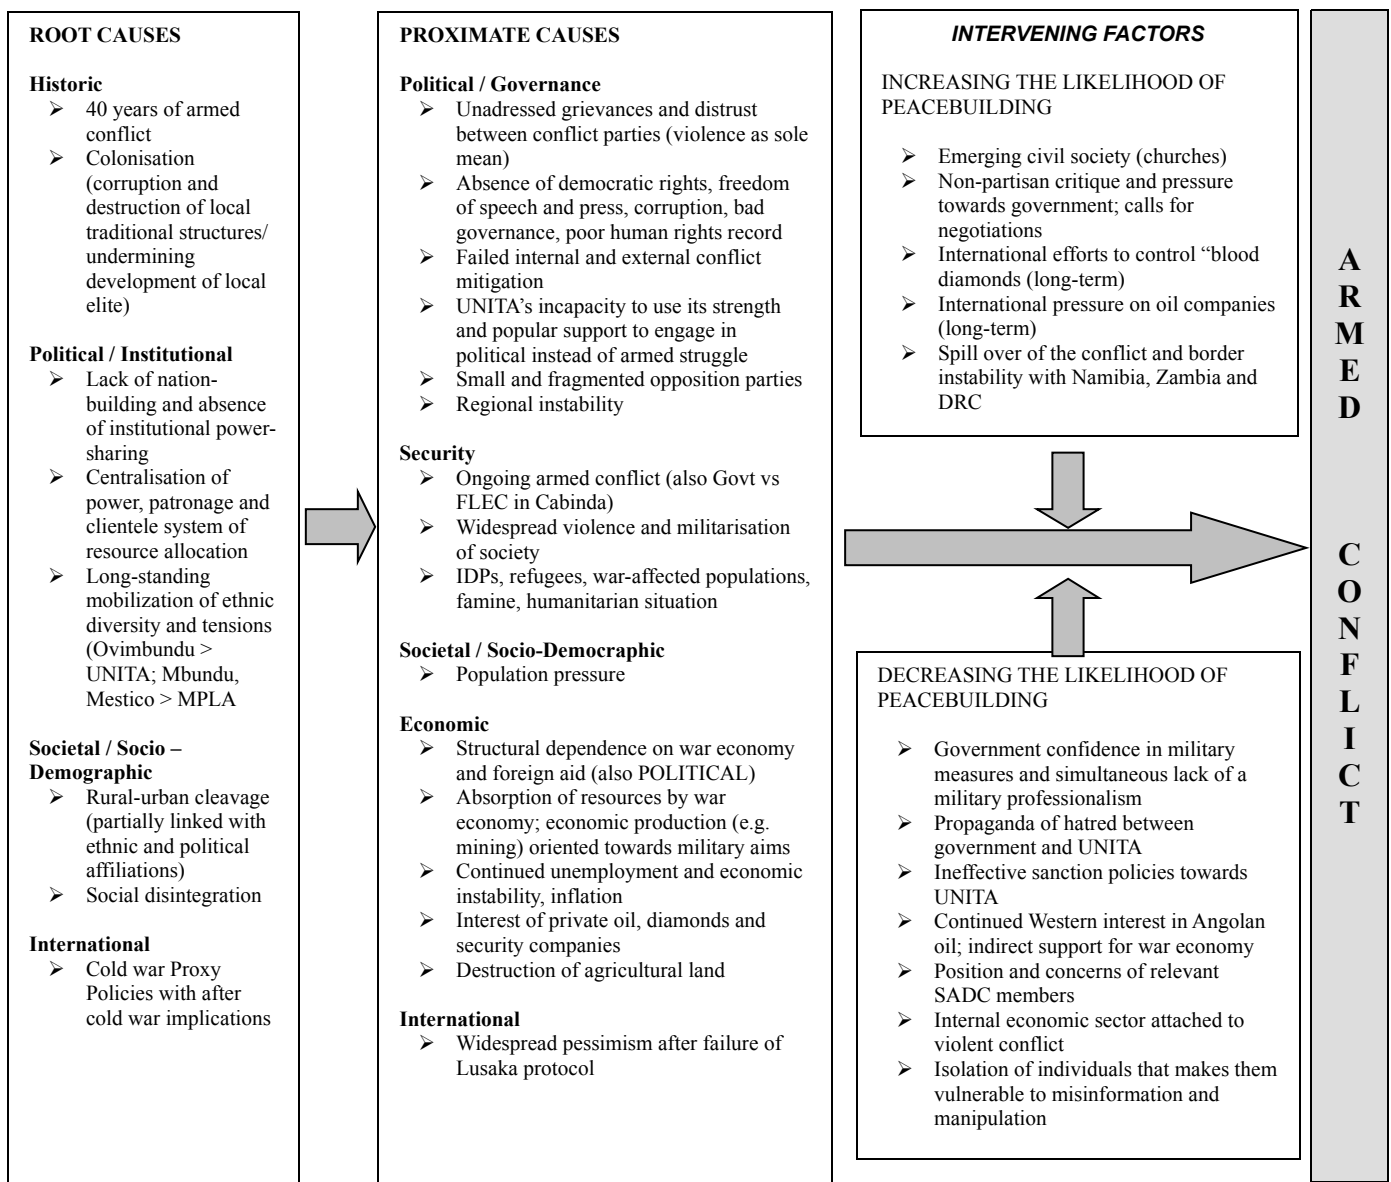 ROOT CAUSES
Historic
➢ 40 years of armed
conflict
➢ Colonisation
(corruption and
destruction of local
traditional structures/
undermining
development of local
elite)
Political / Institutional
➢ Lack of nation-
building and absence
of institutional power-
sharing
➢ Centralisation of
power, patronage and
clientele system of
resource allocation
➢ Long-standing
mobilization of ethnic
diversity and tensions
(Ovimbundu >
UNITA; Mbundu,
Mestico > MPLA
Societal / Socio –
Demographic
➢ Rural-urban cleavage
(partially linked with
ethnic and political
affiliations)
➢ Social disintegration
International
➢ Cold war Proxy
Policies with after
cold war implications
PROXIMATE CAUSES
Political / Governance
➢ Unadressed grievances and distrust
between conflict parties (violence as sole
mean)
➢ Absence of democratic rights, freedom
of speech and press, corruption, bad
governance, poor human rights record
➢ Failed internal and external conflict
mitigation
➢ UNITA’s incapacity to use its strength
and popular support to engage in
political instead of armed struggle
➢ Small and fragmented opposition parties
➢ Regional instability
Security
➢ Ongoing armed conflict (also Govt vs
FLEC in Cabinda)
➢ Widespread violence and militarisation
of society
➢ IDPs, refugees, war-affected populations,
famine, humanitarian situation
Societal / Socio-Demographic
➢ Population pressure
Economic
➢ Structural dependence on war economy
and foreign aid (also POLITICAL)
➢ Absorption of resources by war
economy; economic production (e.g.
mining) oriented towards military aims
➢ Continued unemployment and economic
instability, inflation
➢ Interest of private oil, diamonds and
security companies
➢ Destruction of agricultural land
International
➢ Widespread pessimism after failure of
Lusaka protocol
INTERVENING FACTORS
INCREASING THE LIKELIHOOD OF
PEACEBUILDING
➢ Emerging civil society (churches)
➢ Non-partisan critique and pressure
towards government; calls for
negotiations
➢ International efforts to control “blood
diamonds (long-term)
➢ International pressure on oil companies
(long-term)
➢ Spill over of the conflict and border
instability with Namibia, Zambia and
DRC
DECREASING THE LIKELIHOOD OF
PEACEBUILDING
➢ Government confidence in military
measures and simultaneous lack of a
military professionalism
➢ Propaganda of hatred between
government and UNITA
➢ Ineffective sanction policies towards
UNITA
➢ Continued Western interest in Angolan
oil; indirect support for war economy
➢ Position and concerns of relevant
SADC members
➢ Internal economic sector attached to
violent conflict
➢ Isolation of individuals that makes them
vulnerable to misinformation and
manipulation
ARMED
CONFLICT